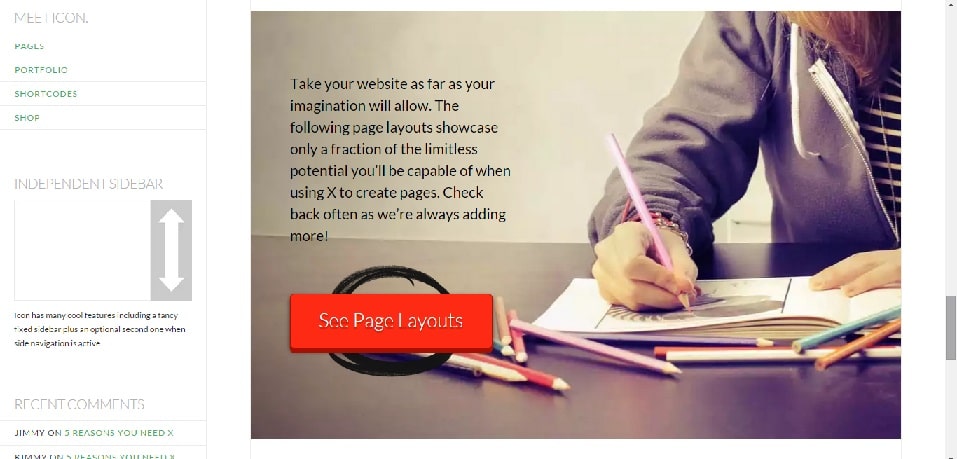 MEET ICON.
PAGES
PORTFOLIO
SHORTCODES
SHOP
INDEPENDENT SIDEBAR
Icon has many cool features including a fancy
fixed sidebar plus an optional second one when
side navigation is active.
RECENT COMMENTS
JIMMY ON 5 REASONS YOU NEED X
KIMMY ON 5 REASONS YOU NEED X
Take your website as far as your
imagination will allow. The
following page layouts showcase
only a fraction of the limitless
potential you'll be capable of when
using X to create pages. Check
back often as we're always adding
more!
See Page Layouts